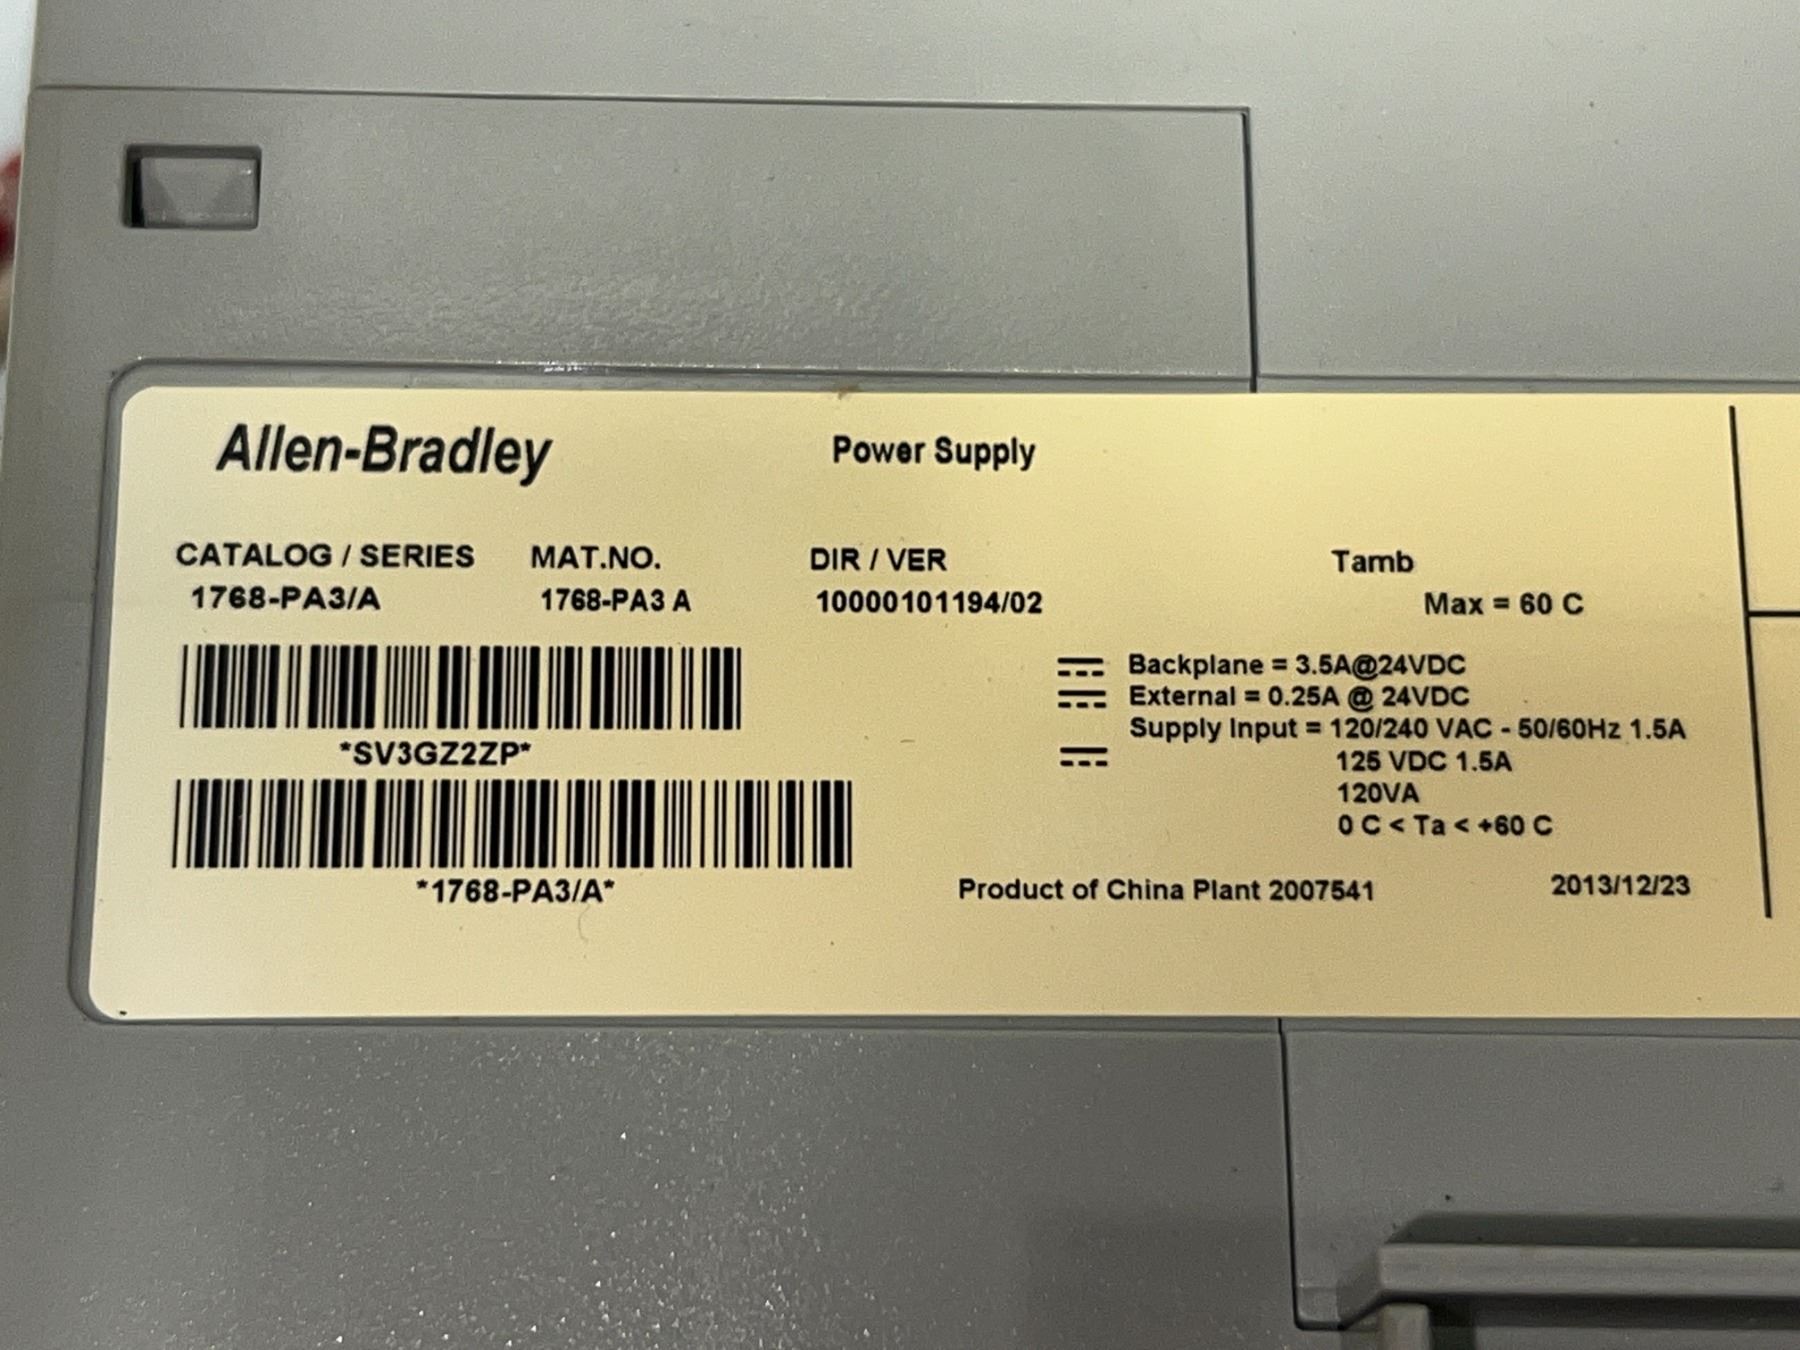 Allen-Bradley
Power Supply
CATALOG / SERIES MAT.NO. DIR / VER Tamb
1768-PA3/A 1768-PA3 A 10000101194/02 Max = 60 C
Backplane = 3.5A@24VDC
External = 0.25A @ 24VDC
Supply Input = 120/240 VAC - 50/60Hz 1.5A
*SV3GZ2ZP*
125 VDC 1.5A
120VA
0 C < Ta < +60 C
*1768-PA3/A*
Product of China Plant 2007541 2013/12/23